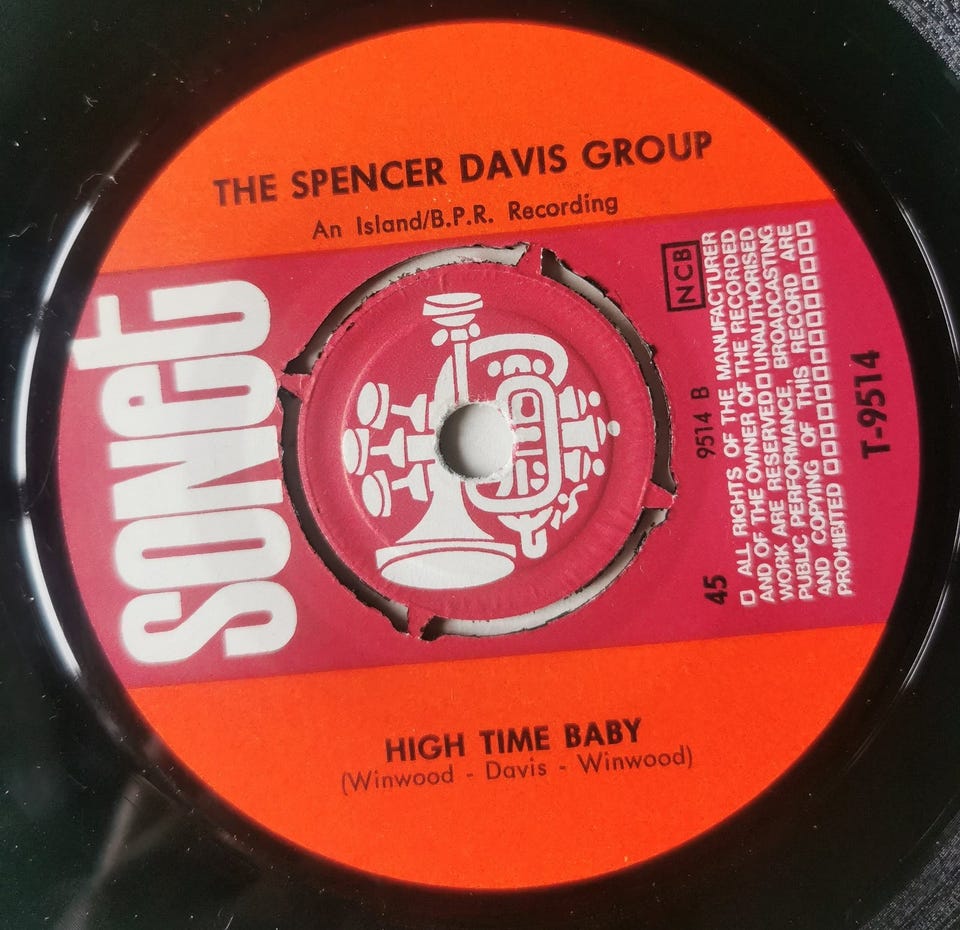 THE SPENCER DAVIS GROUP
An Island/B.P.R. Recording
SONET
NCB
9514 B
45
□ ALL RIGHTS OF THE MANUFACTURER
AND OF THE OWNER OF THE RECORDED
WORK ARE RESERVED □ UNAUTHORISED
PUBLIC PERFORMANCE, BROADCASTING
AND COPYING OF THIS RECORD ARE
PROHIBITED □□□□□□□□□□□□□
T-9514
HIGH TIME BABY
(Winwood - Davis - Winwood)